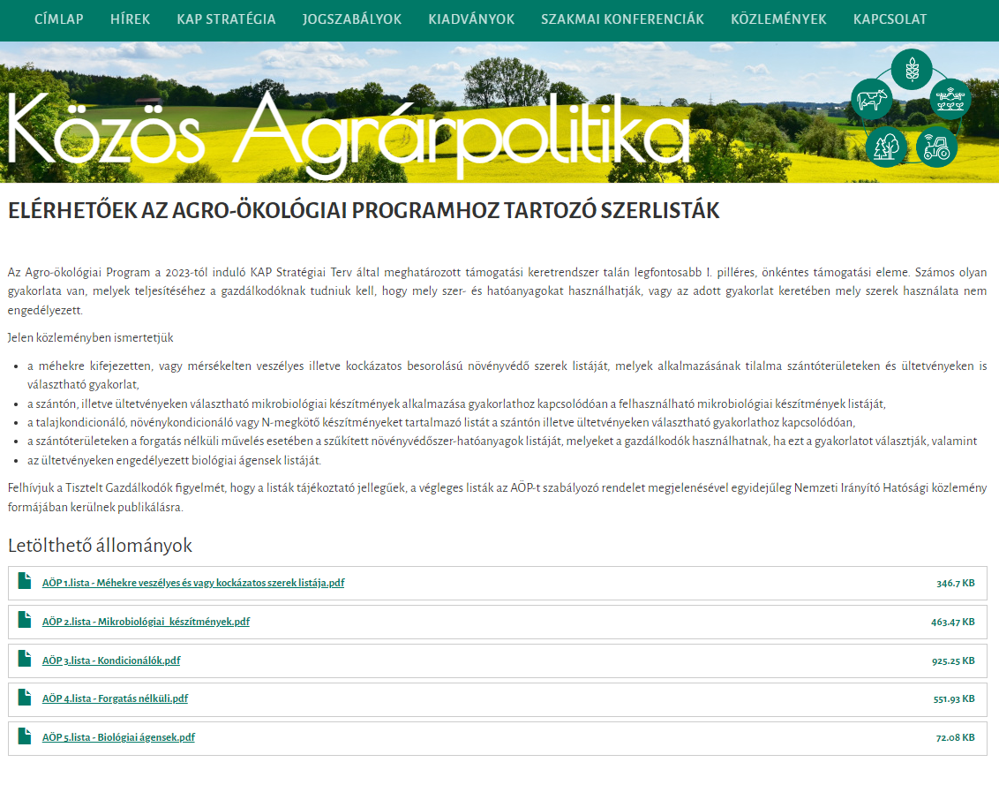 CÍMLAP HÍREK KAP STRATÉGIA JOGSZABÁLYOK KIADVÁNYOK SZAKMAI KONFERENCIÁK KÖZLEMÉNYEK KAPCSOLAT
Közös Agrárpolitika
ELÉRHETŐEK AZ AGRO-ÖKOLÓGIAI PROGRAMHOZ TARTOZÓ SZERLISTÁK
Az Agro-ökológiai Program a 2023-tól induló KAP Stratégiai Terv által meghatározott támogatási keretrendszer talán legfontosabb I. pilléres, önkéntes támogatási eleme. Számos olyan
gyakorlata van, melyek teljesítéséhez a gazdálkodóknak tudniuk kell, hogy mely szer- és hatóanyagokat használhatják, vagy az adott gyakorlat keretében mely szerek használata nem
engedélyezett.
Jelen közleményben ismertetjük
• a méhekre kifejezetten, vagy mérsékelten veszélyes illetve kockázatos besorolású növényvédő szerek listáját, melyek alkalmazásának tilalma szántóterületeken és ültetvényeken is
választható gyakorlat,
• a szántón, illetve ültetvényeken választható mikrobiológiai készítmények alkalmazása gyakorlathoz kapcsolódóan a felhasználható mikrobiológiai készítmények listáját,
• a talajkondicionáló, növénykondicionáló vagy N-megkötő készítményeket tartalmazó listát a szántón illetve ültetvényeken választható gyakorlathoz kapcsolódóan,
• a szántóterületeken a forgatás nélküli művelés esetében a szűkített növényvédőszer-hatóanyagok listáját, melyeket a gazdálkodók használhatnak, ha ezt a gyakorlatot választják, valamint
• az ültetvényeken engedélyezett biológiai ágensek listáját.
Felhívjuk a Tisztelt Gazdálkodók figyelmét, hogy a listák tájékoztató jellegűek, a végleges listák az AÖP-t szabályozó rendelet megjelenésével egyidejűleg Nemzeti Irányító Hatósági közlemény
formájában kerülnek publikálásra.
Letölthető állományok
AÖP 1.lista - Méhekre veszélyes és vagy kockázatos szerek listája.pdf 346.7 KB
AÖP 2.lista - Mikrobiológiai_készítmények.pdf 463.47 KB
AÖP 3.lista - Kondicionálók.pdf 925.25 KB
AÖP 4.lista - Forgatás nélküli.pdf 551.93 KB
AÖP 5.lista - Biológiai ágensek.pdf 72.08 KB